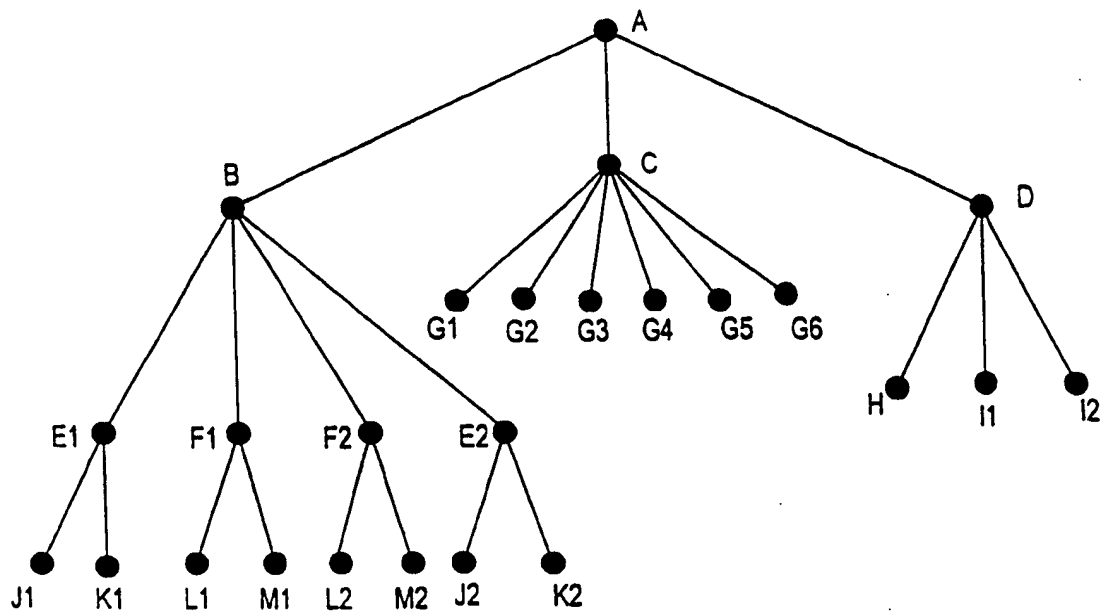 A
B
C
D
G1 G2 G3 G4 G5 G6
H I1 I2
E1 F1 F2 E2
J1 K1 L1 M1 L2 M2 J2 K2